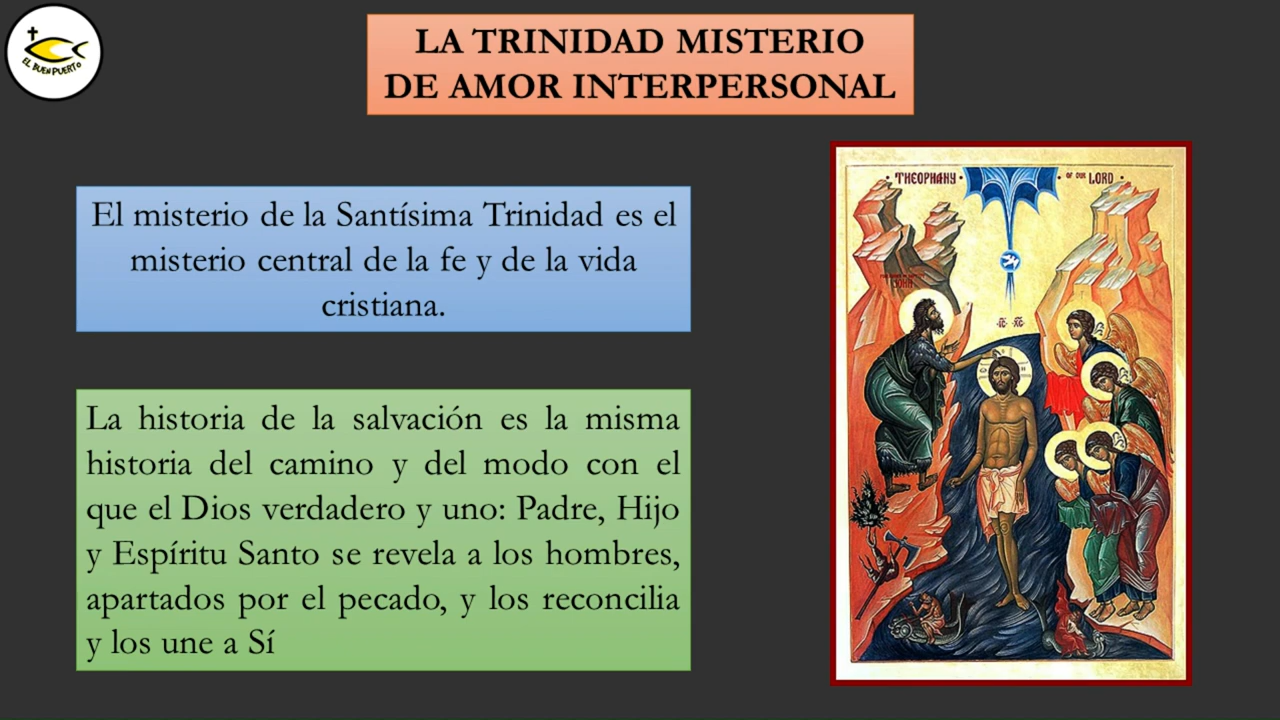 EL BUEN PUERTO
LA TRINIDAD MISTERIO
DE AMOR INTERPERSONAL
El misterio de la Santísima Trinidad es el
misterio central de la fe y de la vida
cristiana.
La historia de la salvación es la misma
historia del camino y del modo con el
que el Dios verdadero y uno: Padre, Hijo
y Espíritu Santo se revela a los hombres,
apartados por el pecado, y los reconcilia
y los une a Sí
· THEOPHANY · · OF OUR LORD ·
JOHN
IC XC